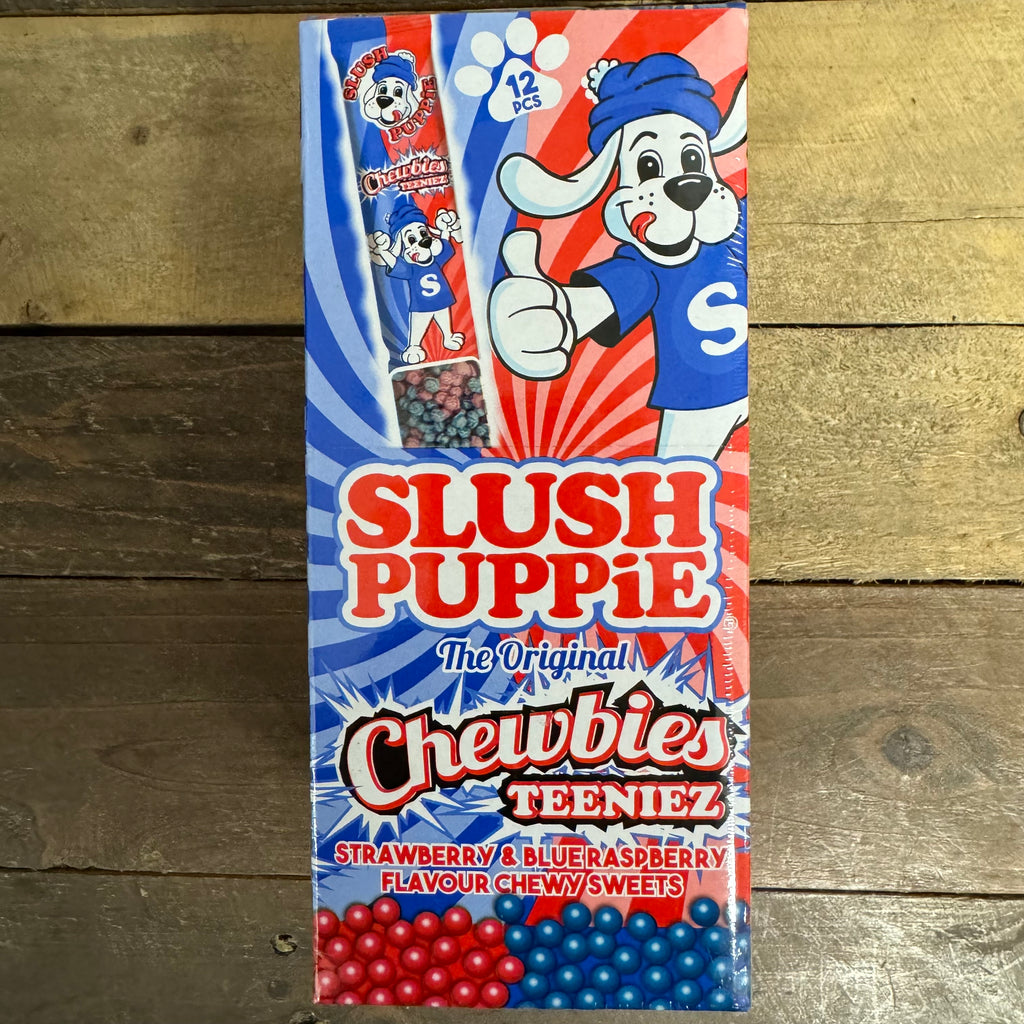 SLUSH
PUPPiE
Chewbies
TEENIEZ
S
12
PCS
S
SLUSH
PUPPiE
The Original
Chewbies
TEENIEZ
STRAWBERRY & BLUE RASPBERRY
FLAVOUR CHEWY SWEETS